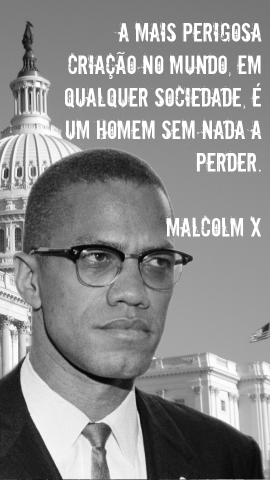 A MAIS PERIGOSA
CRIAÇÃO NO MUNDO, EM
QUALQUER SOCIEDADE, É
UM HOMEM SEM NADA A
PERDER.
MALCOLM X